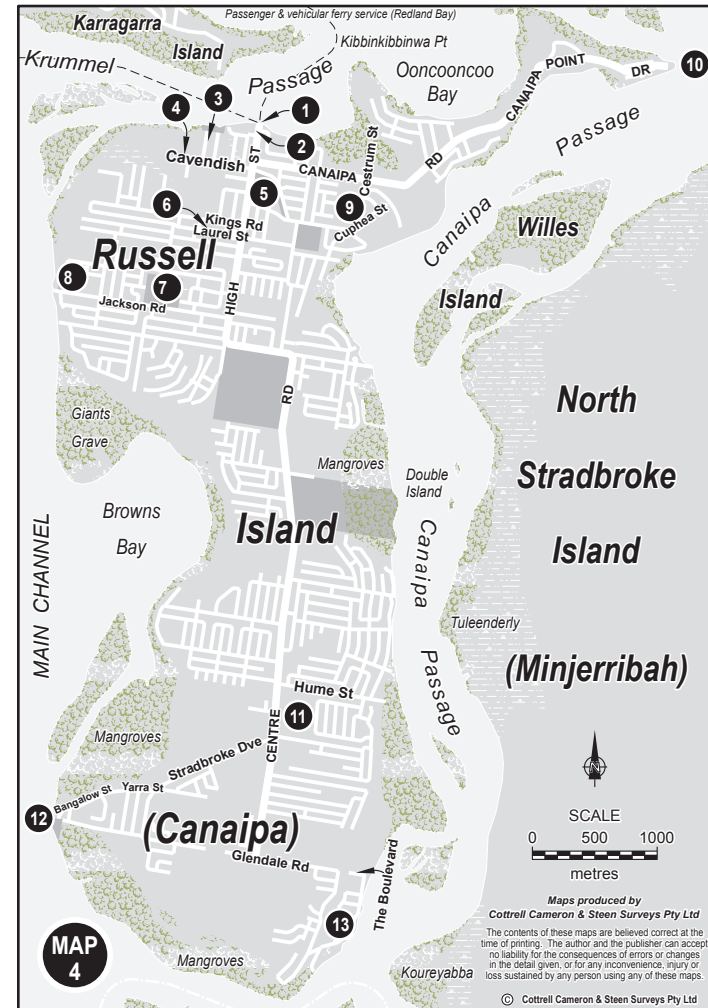 Passenger & vehicular ferry service (Redland Bay)
Karragarra
Island
Kibbinkibbinwa Pt
Krummel
Passage
Ooncooncoo
Bay
CANAIPA POINT DR
10
4
3
1
2
Passage
Cavendish
ST
CANAIPA
RD
Cestrum St
5
9
6
Kings Rd
Laurel St
Cuphea St
Canaipa
Willes
Island
Russell
8
7
Jackson Rd
HIGH
RD
North
Stradbroke
Island
(Minjerribah)
Giants
Grave
Mangroves
Double
Island
Browns
Bay
Island
Canaipa
Passage
MAIN CHANNEL
Tuleenderly
Hume St
11
CENTRE
Mangroves
Stradbroke Dve
Yarra St
Bangalow St
12
(Canaipa)
Glendale Rd
The Boulevard
13
N
SCALE
0 500 1000
metres
Maps produced by
Cottrell Cameron & Steen Surveys Pty Ltd
The contents of these maps are believed correct at the
time of printing. The author and the publisher can accept
no liability for the consequences of errors or changes
in the detail given, or for any inconvenience, injury or
loss sustained by any person using any of these maps.
© Cottrell Cameron & Steen Surveys Pty Ltd
MAP
4
Mangroves
Koureyabba